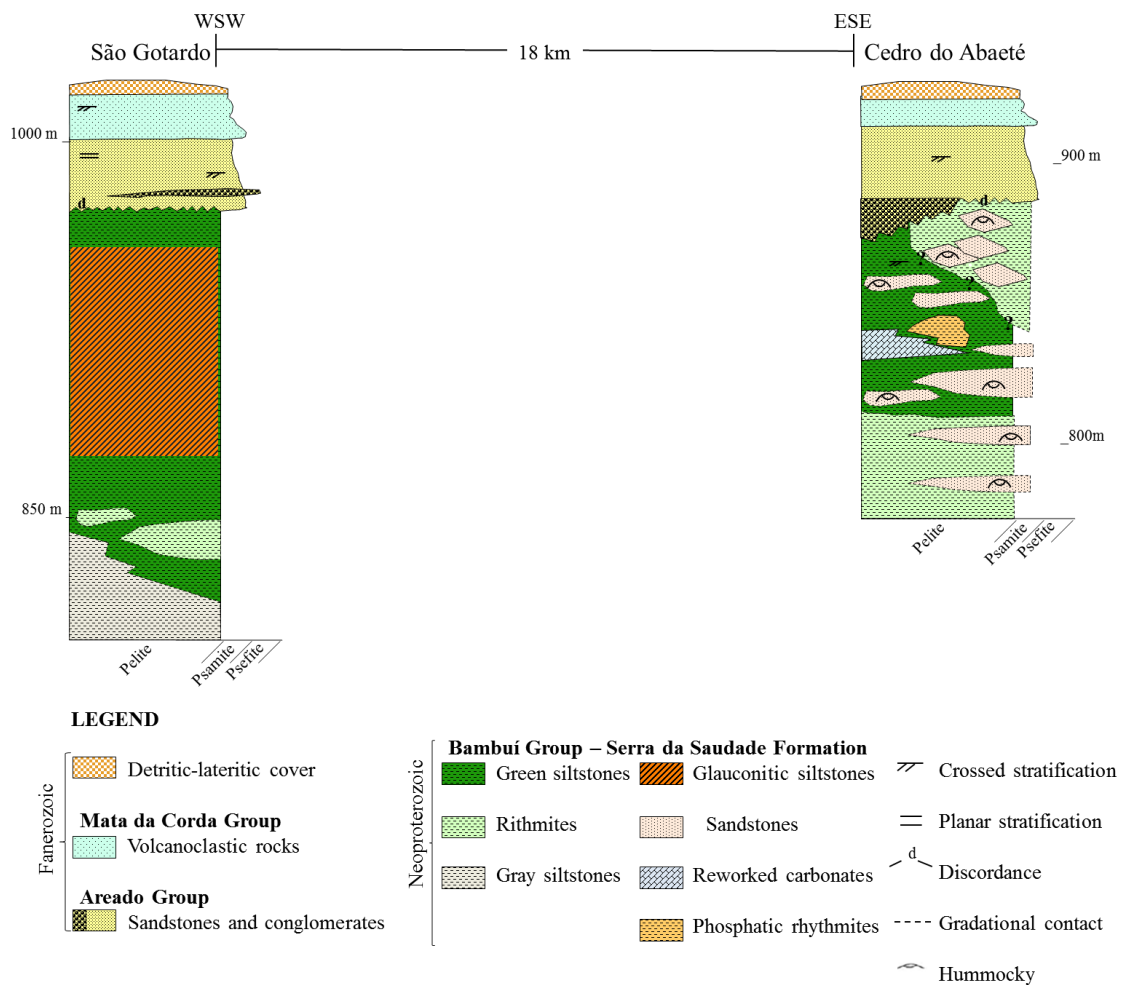 WSW
ESE
São Gotardo
18 km
Cedro do Abaeté
1000 m
_900 m
d
d
?
?
?
850 m
_800m
Pelite
Psamite
Psefite
Pelite
Psamite
Psefite
LEGEND
Fanerozoic
Detritic-lateritic cover
Mata da Corda Group
Volcanoclastic rocks
Areado Group
Sandstones and conglomerates
Neoproterozoic
Bambuí Group – Serra da Saudade Formation
Green siltstones
Glauconitic siltstones
Rithmites
Sandstones
Gray siltstones
Reworked carbonates
Phosphatic rhythmites
Crossed stratification
Planar stratification
d
Discordance
Gradational contact
Hummocky